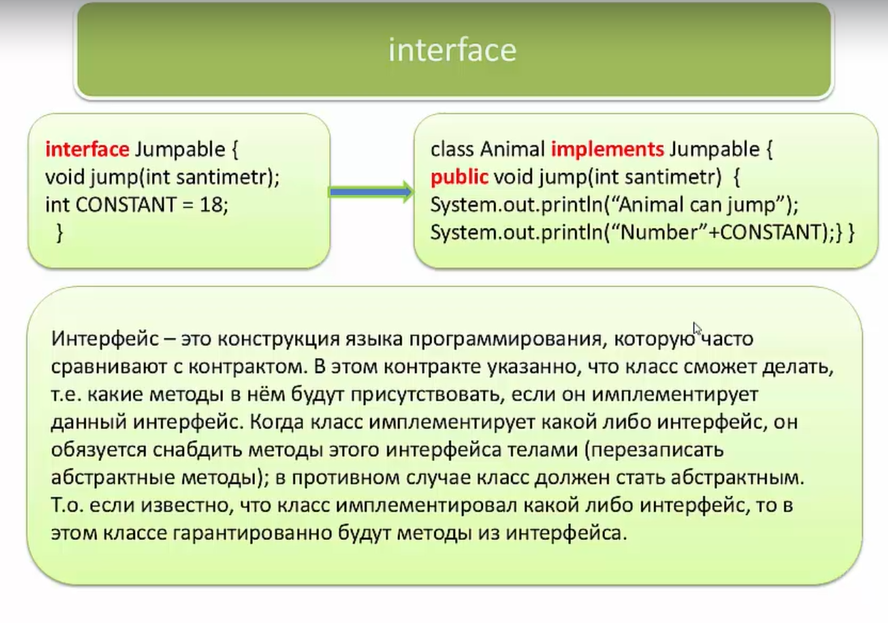 interface
interface Jumpable {
void jump(int santimetr);
int CONSTANT = 18;
}
class Animal implements Jumpable {
public void jump(int santimetr) {
System.out.println(“Animal can jump”);
System.out.println(“Number”+CONSTANT);} }
Интерфейс – это конструкция языка программирования, которую часто
сравнивают с контрактом. В этом контракте указанно, что класс сможет делать,
т.е. какие методы в нём будут присутствовать, если он имплементирует
данный интерфейс. Когда класс имплементирует какой либо интерфейс, он
обязуется снабдить методы этого интерфейса телами (перезаписать
абстрактные методы); в противном случае класс должен стать абстрактным.
Т.о. если известно, что класс имплементировал какой либо интерфейс, то в
этом классе гарантированно будут методы из интерфейса.